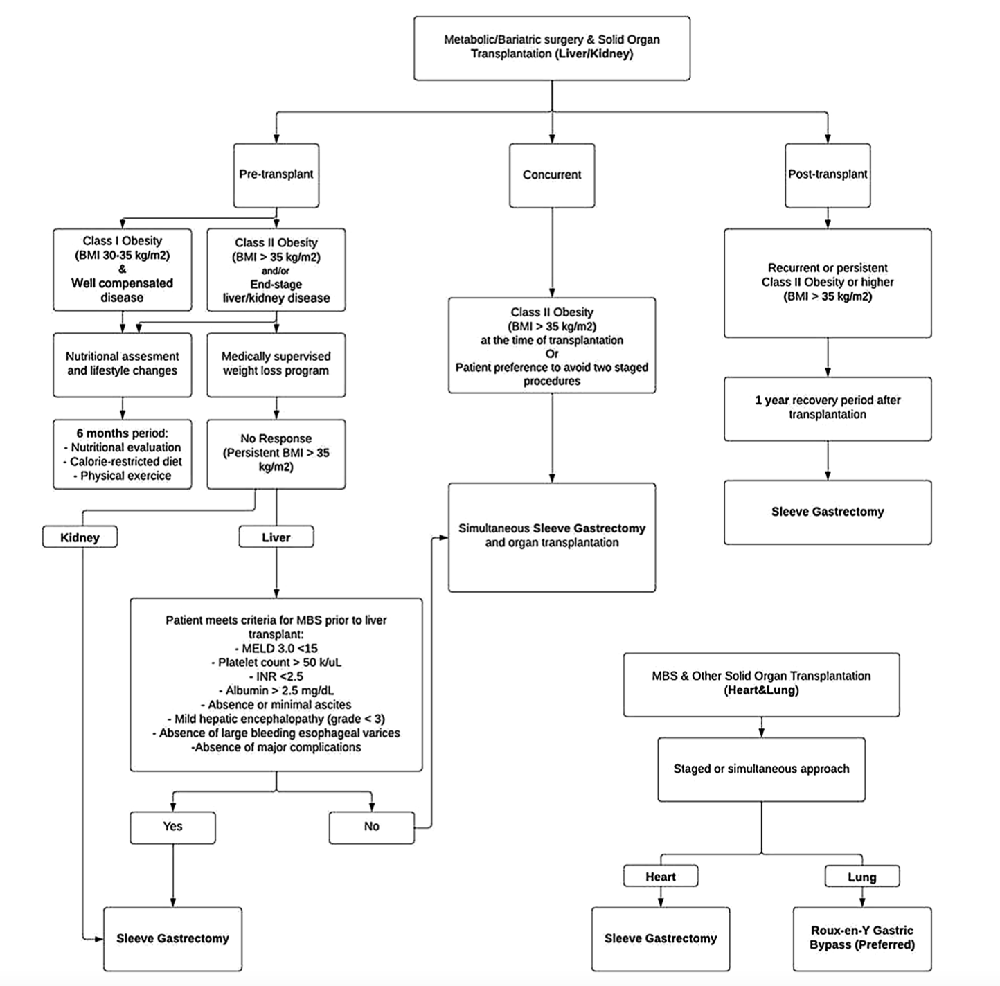 Metabolic/Bariatric surgery & Solid Organ
Transplantation (Liver/Kidney)
Pre-transplant
Concurrent
Post-transplant
Class I Obesity
(BMI 30-35 kg/m2)
&
Well compensated
disease
Class II Obesity
(BMI > 35 kg/m2)
and/or
End-stage
liver/kidney disease
Nutritional assesment
and lifestyle changes
Medically supervised
weight loss program
6 months period:
- Nutritional evaluation
- Calorie-restricted diet
- Physical exercice
No Response
(Persistent BMI > 35
kg/m2)
Kidney
Liver
Patient meets criteria for MBS prior to liver
transplant:
- MELD 3.0 <15
- Platelet count > 50 k/uL
- INR <2.5
- Albumin > 2.5 mg/dL
- Absence or minimal ascites
- Mild hepatic encephalopathy (grade < 3)
- Absence of large bleeding esophageal varices
-Absence of major complications
Yes
No
Sleeve Gastrectomy
Class II Obesity
(BMI > 35 kg/m2)
at the time of transplantation
Or
Patient preference to avoid two staged
procedures
Simultaneous Sleeve Gastrectomy
and organ transplantation
Recurrent or persistent
Class II Obesity or higher
(BMI > 35 kg/m2)
1 year recovery period after
transplantation
Sleeve Gastrectomy
MBS & Other Solid Organ Transplantation
(Heart&Lung)
Staged or simultaneous approach
Heart
Lung
Sleeve Gastrectomy
Roux-en-Y Gastric
Bypass (Preferred)